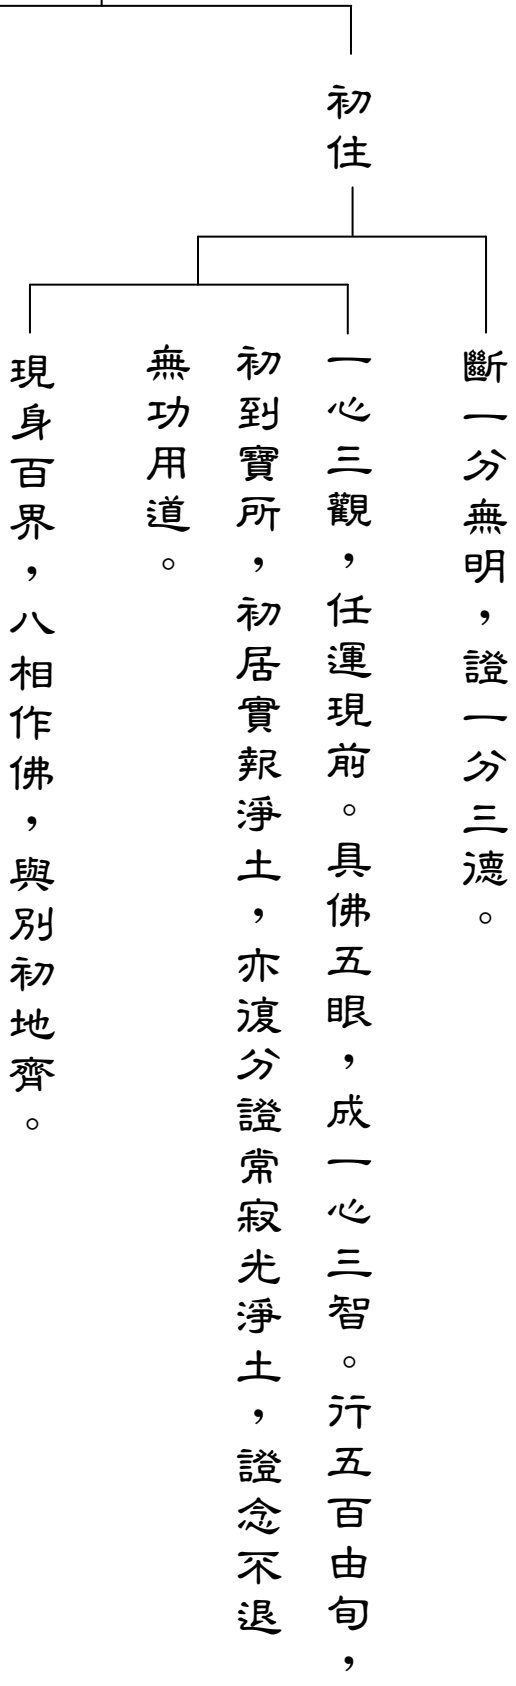 初住
斷一分無明，證一分三德。
一心三觀，任運現前。具佛五眼，成一心三智。行五百由旬，
初到寶所，初居實報淨土，亦復分證常寂光淨土，證念不退
無功用道。
現身百界，八相作佛，與別初地齊。